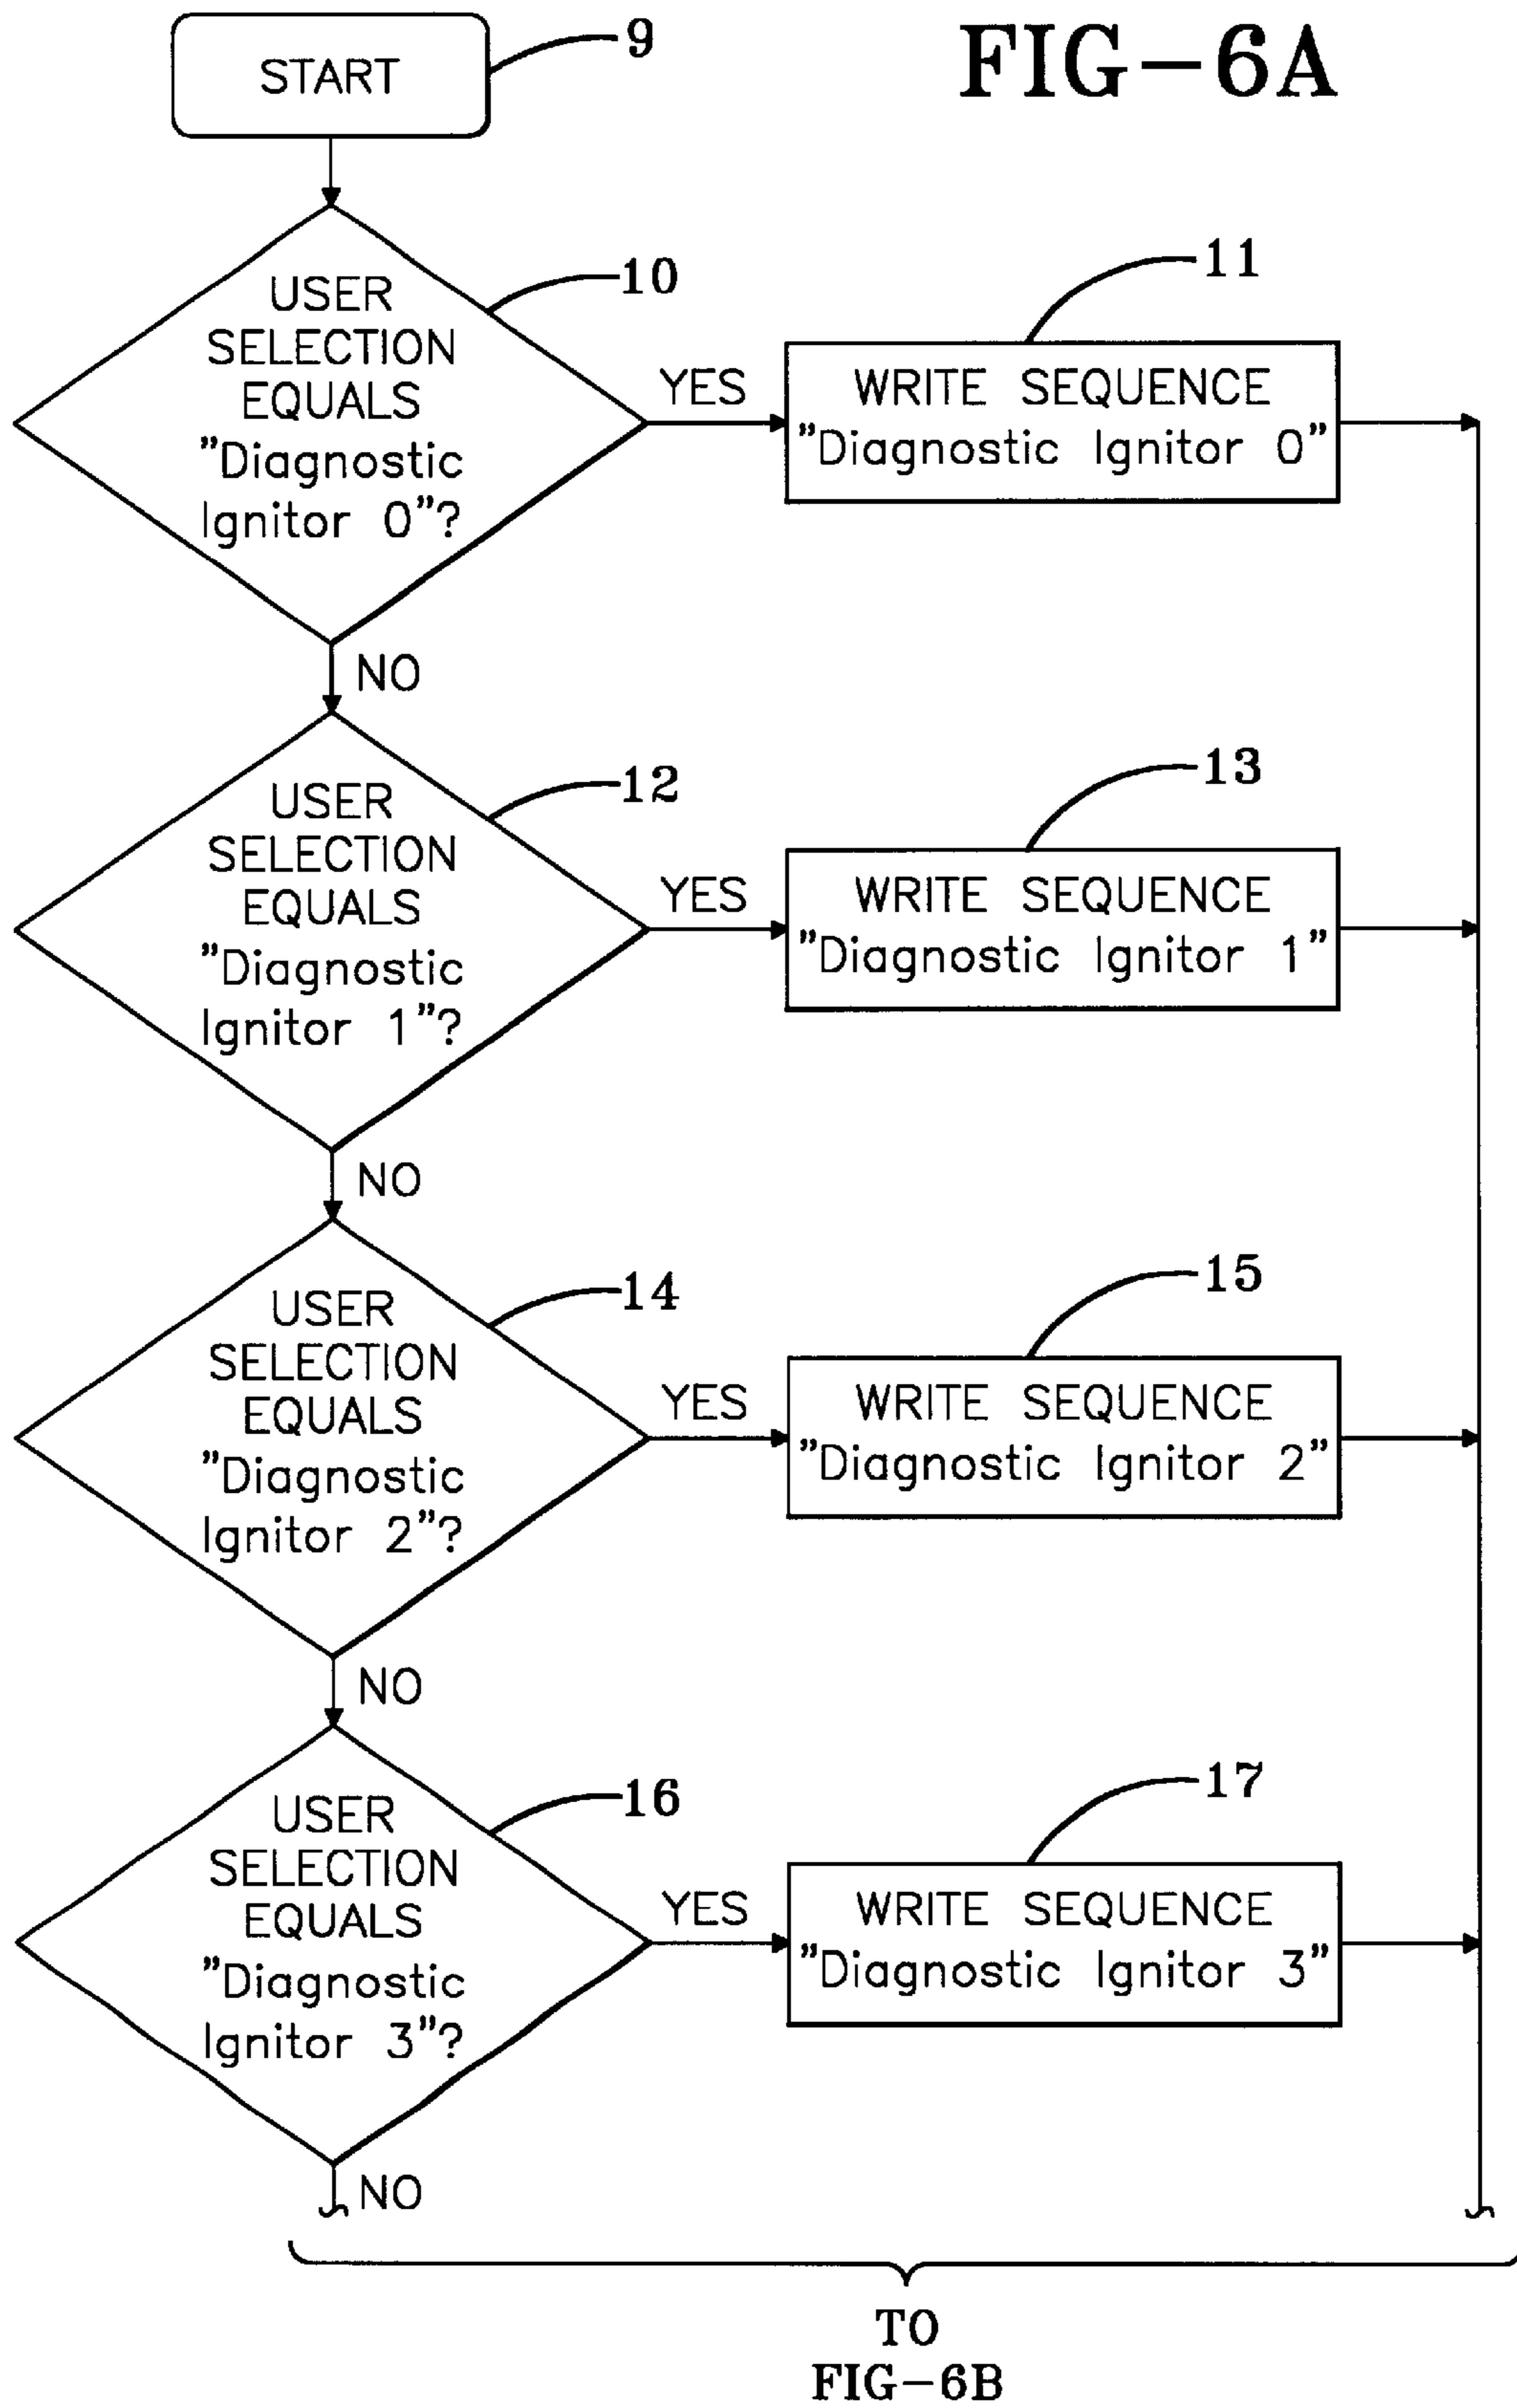 FIG-6A
START
9
USER
SELECTION
EQUALS
"Diagnostic
Ignitor 0"?
10
YES
WRITE SEQUENCE
"Diagnostic Ignitor 0"
11
NO
USER
SELECTION
EQUALS
"Diagnostic
Ignitor 1"?
12
YES
WRITE SEQUENCE
"Diagnostic Ignitor 1"
13
NO
USER
SELECTION
EQUALS
"Diagnostic
Ignitor 2"?
14
YES
WRITE SEQUENCE
"Diagnostic Ignitor 2"
15
NO
USER
SELECTION
EQUALS
"Diagnostic
Ignitor 3"?
16
YES
WRITE SEQUENCE
"Diagnostic Ignitor 3"
17
NO
TO
FIG-6B